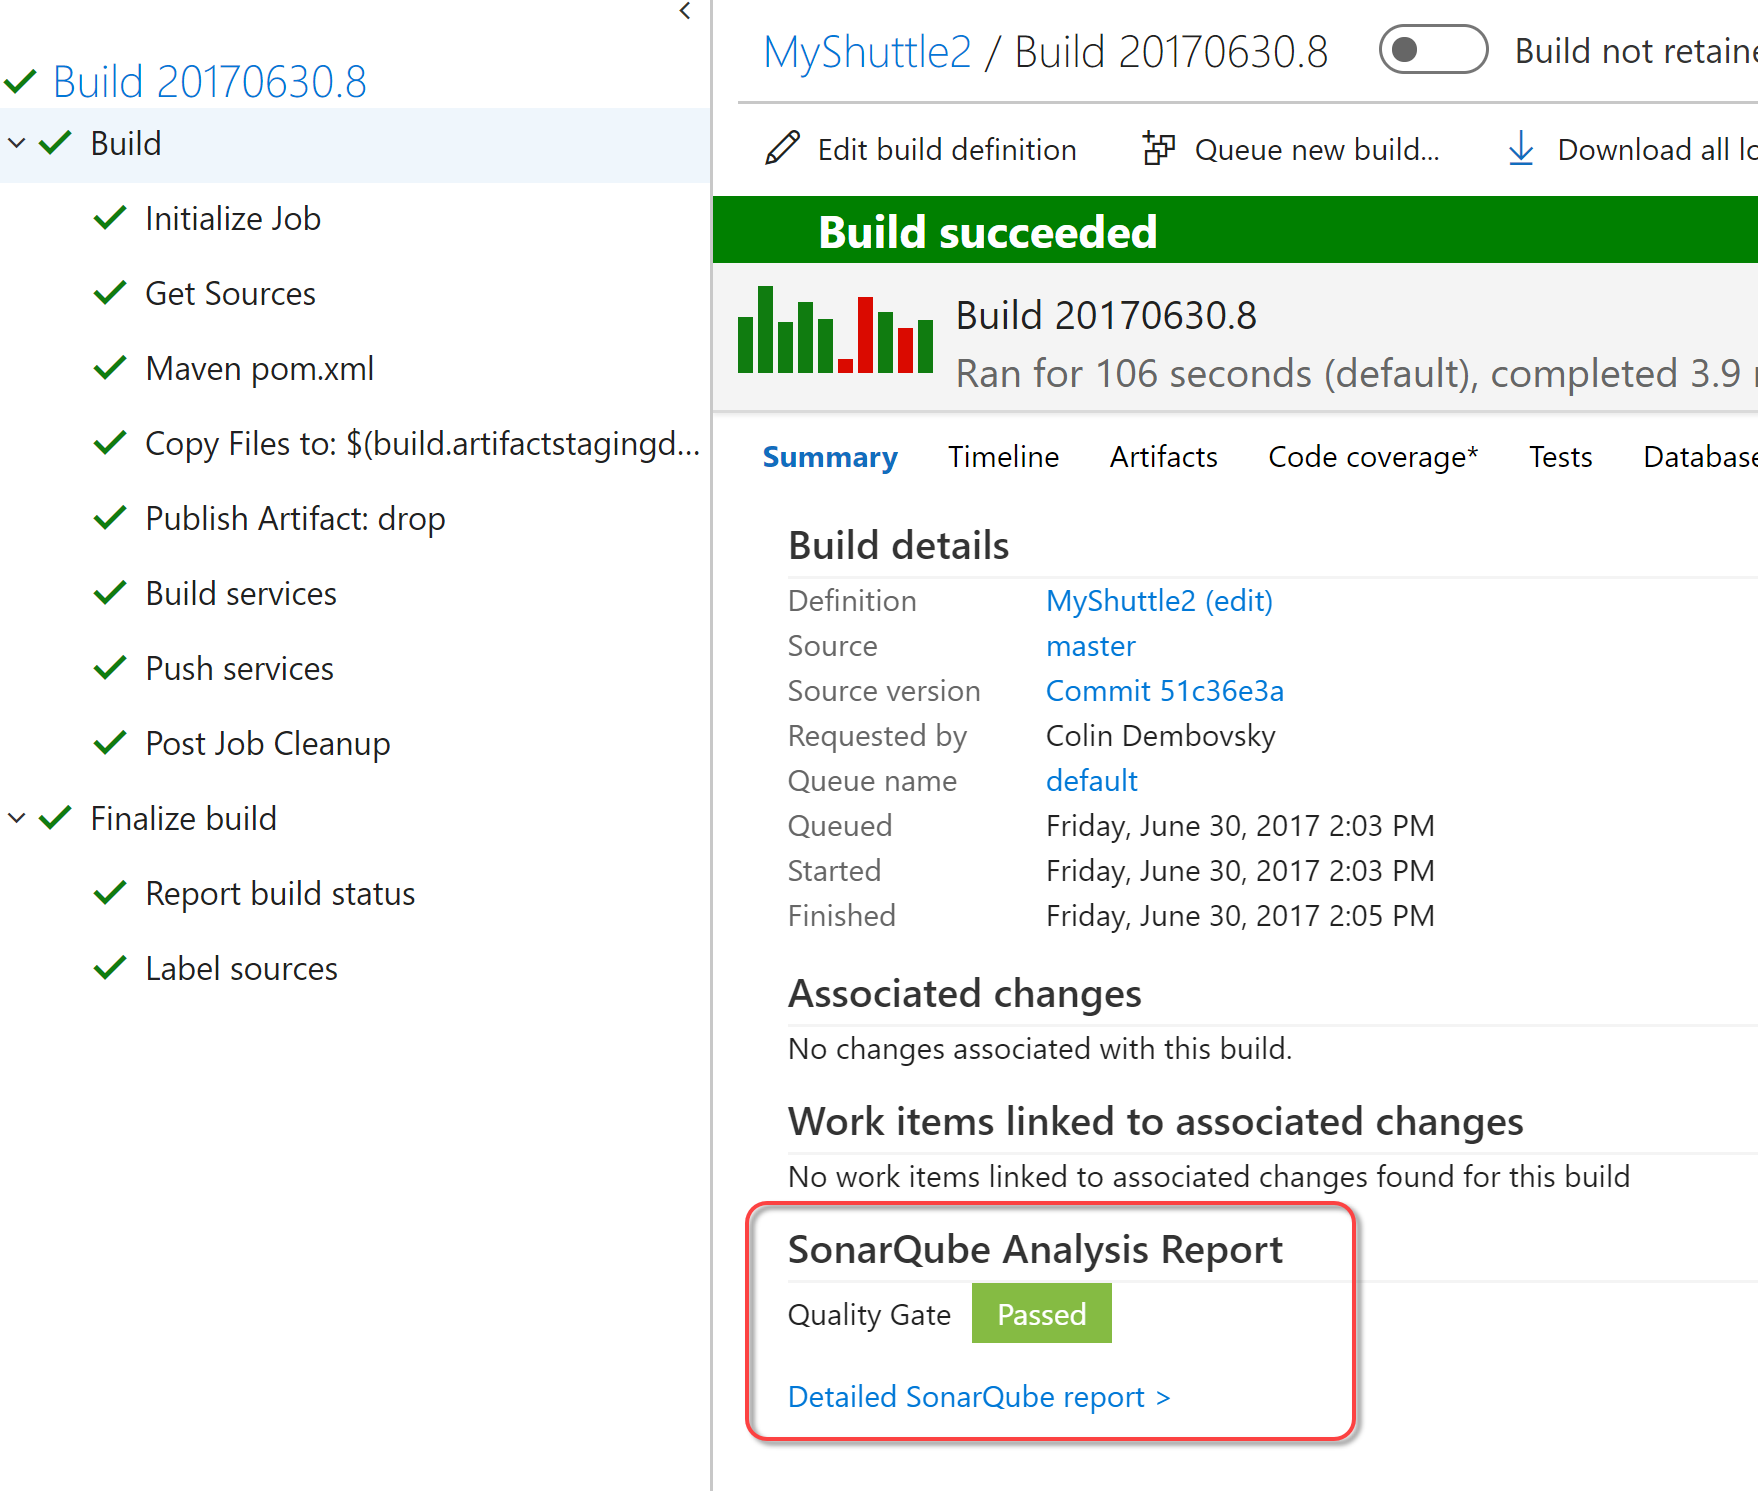 Build 20170630.8
Build
Initialize Job
Get Sources
Maven pom.xml
Copy Files to: $(build.artifactstagingd...
Publish Artifact: drop
Build services
Push services
Post Job Cleanup
Finalize build
Report build status
Label sources
MyShuttle2 / Build 20170630.8
Build not retaine
Edit build definition
Queue new build...
Download all lo
Build succeeded
Build 20170630.8
Ran for 106 seconds (default), completed 3.9
Summary
Timeline
Artifacts
Code coverage*
Tests
Database
Build details
Definition MyShuttle2 (edit)
Source master
Source version Commit 51c36e3a
Requested by Colin Dembovsky
Queue name default
Queued Friday, June 30, 2017 2:03 PM
Started Friday, June 30, 2017 2:03 PM
Finished Friday, June 30, 2017 2:05 PM
Associated changes
No changes associated with this build.
Work items linked to associated changes
No work items linked to associated changes found for this build
SonarQube Analysis Report
Quality Gate Passed
Detailed SonarQube report >